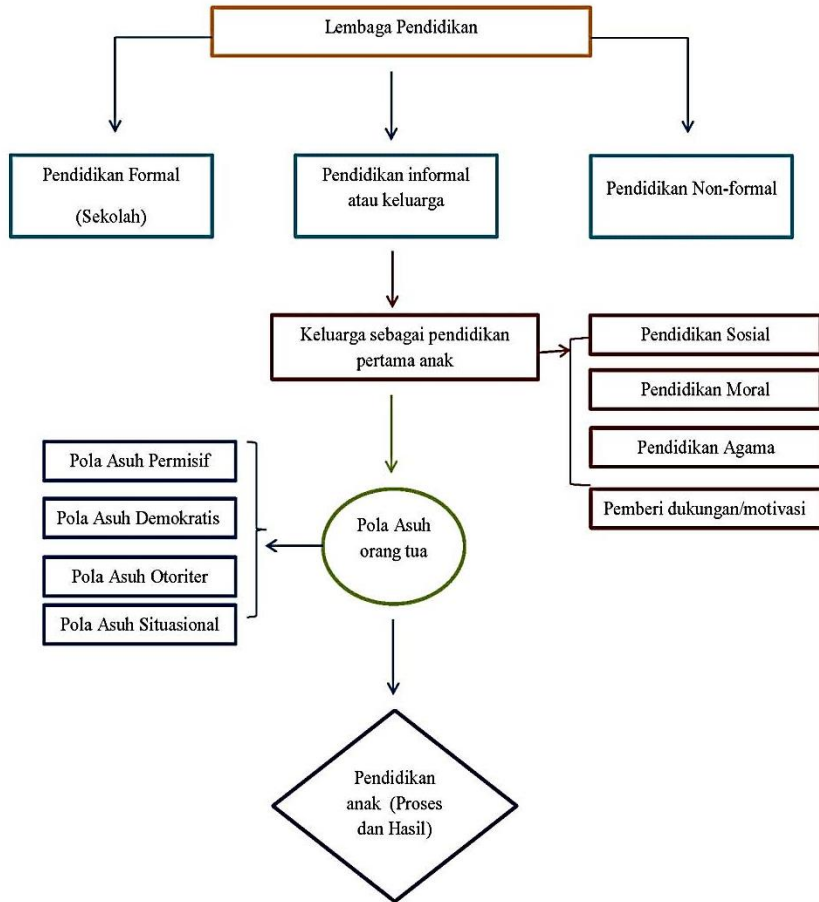 Lembaga Pendidikan
Pendidikan Formal
(Sekolah)
Pendidikan informal
atau keluarga
Pendidikan Non-formal
Keluarga sebagai pendidikan
pertama anak
Pendidikan Sosial
Pendidikan Moral
Pendidikan Agama
Pemberi dukungan/motivasi
Pola Asuh Permisif
Pola Asuh Demokratis
Pola Asuh Otoriter
Pola Asuh Situasional
Pola Asuh
orang tua
Pendidikan
anak (Proses
dan Hasil)